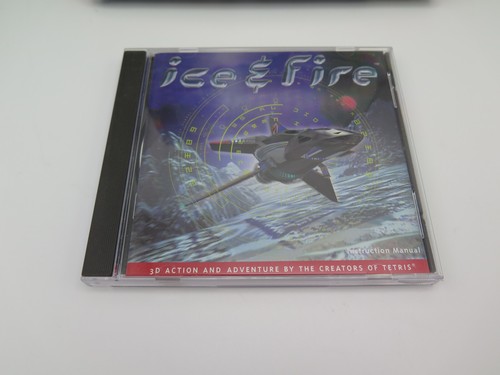 ice & fire
Instruction Manual
3D ACTION AND ADVENTURE BY THE CREATORS OF TETRIS®